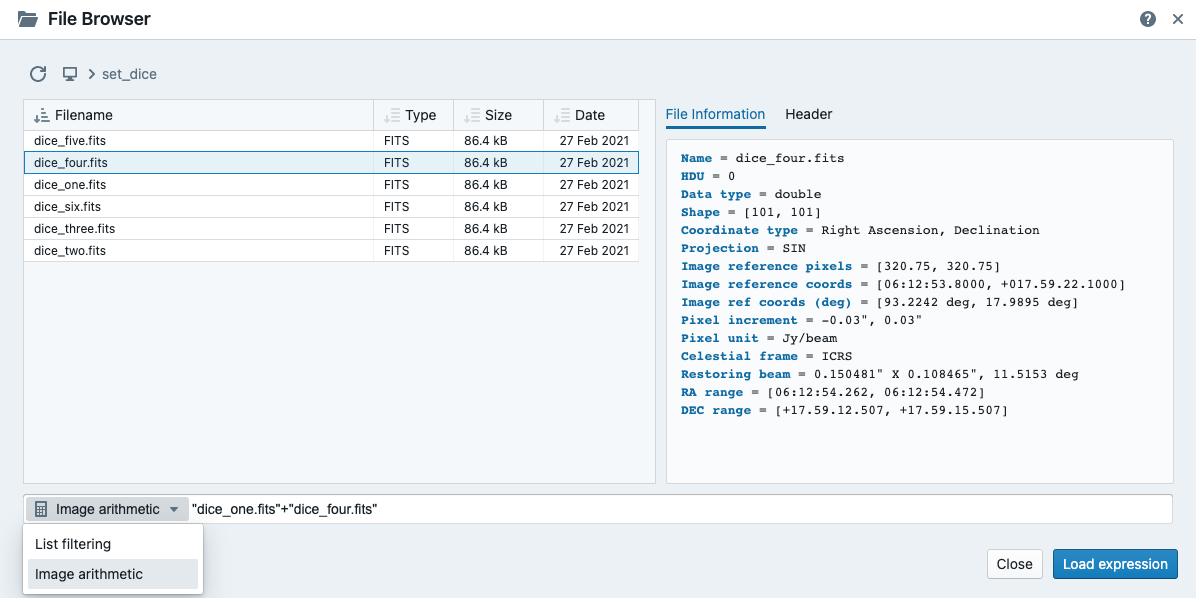 File Browser
set_dice
Filename Type Size Date
dice_five.fits FITS 86.4 kB 27 Feb 2021
dice_four.fits FITS 86.4 kB 27 Feb 2021
dice_one.fits FITS 86.4 kB 27 Feb 2021
dice_six.fits FITS 86.4 kB 27 Feb 2021
dice_three.fits FITS 86.4 kB 27 Feb 2021
dice_two.fits FITS 86.4 kB 27 Feb 2021
File Information Header
Name = dice_four.fits
HDU = 0
Data type = double
Shape = [101, 101]
Coordinate type = Right Ascension, Declination
Projection = SIN
Image reference pixels = [320.75, 320.75]
Image reference coords = [06:12:53.8000, +017.59.22.1000]
Image ref coords (deg) = [93.2242 deg, 17.9895 deg]
Pixel increment = -0.03", 0.03"
Pixel unit = Jy/beam
Celestial frame = ICRS
Restoring beam = 0.150481" X 0.108465", 11.5153 deg
RA range = [06:12:54.262, 06:12:54.472]
DEC range = [+17.59.12.507, +17.59.15.507]
Image arithmetic "dice_one.fits"+"dice_four.fits"
List filtering
Image arithmetic
Close Load expression